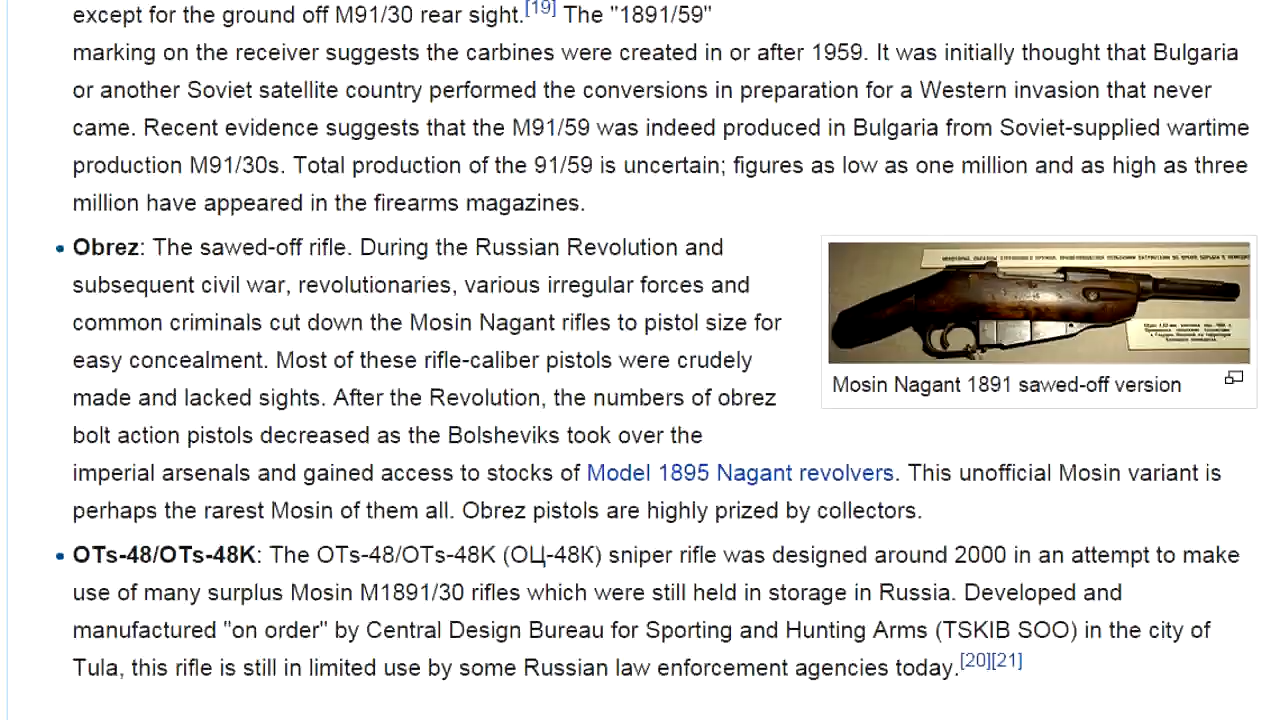 except for the ground off M91/30 rear sight.[19] The "1891/59"
marking on the receiver suggests the carbines were created in or after 1959. It was initially thought that Bulgaria
or another Soviet satellite country performed the conversions in preparation for a Western invasion that never
came. Recent evidence suggests that the M91/59 was indeed produced in Bulgaria from Soviet-supplied wartime
production M91/30s. Total production of the 91/59 is uncertain; figures as low as one million and as high as three
million have appeared in the firearms magazines.
• Obrez: The sawed-off rifle. During the Russian Revolution and
subsequent civil war, revolutionaries, various irregular forces and
common criminals cut down the Mosin Nagant rifles to pistol size for
easy concealment. Most of these rifle-caliber pistols were crudely
made and lacked sights. After the Revolution, the numbers of obrez
bolt action pistols decreased as the Bolsheviks took over the
imperial arsenals and gained access to stocks of Model 1895 Nagant revolvers. This unofficial Mosin variant is
perhaps the rarest Mosin of them all. Obrez pistols are highly prized by collectors.
Mosin Nagant 1891 sawed-off version
• OTs-48/OTs-48K: The OTs-48/OTs-48K (ОЦ-48К) sniper rifle was designed around 2000 in an attempt to make
use of many surplus Mosin M1891/30 rifles which were still held in storage in Russia. Developed and
manufactured "on order" by Central Design Bureau for Sporting and Hunting Arms (TSKIB SOO) in the city of
Tula, this rifle is still in limited use by some Russian law enforcement agencies today.[20][21]